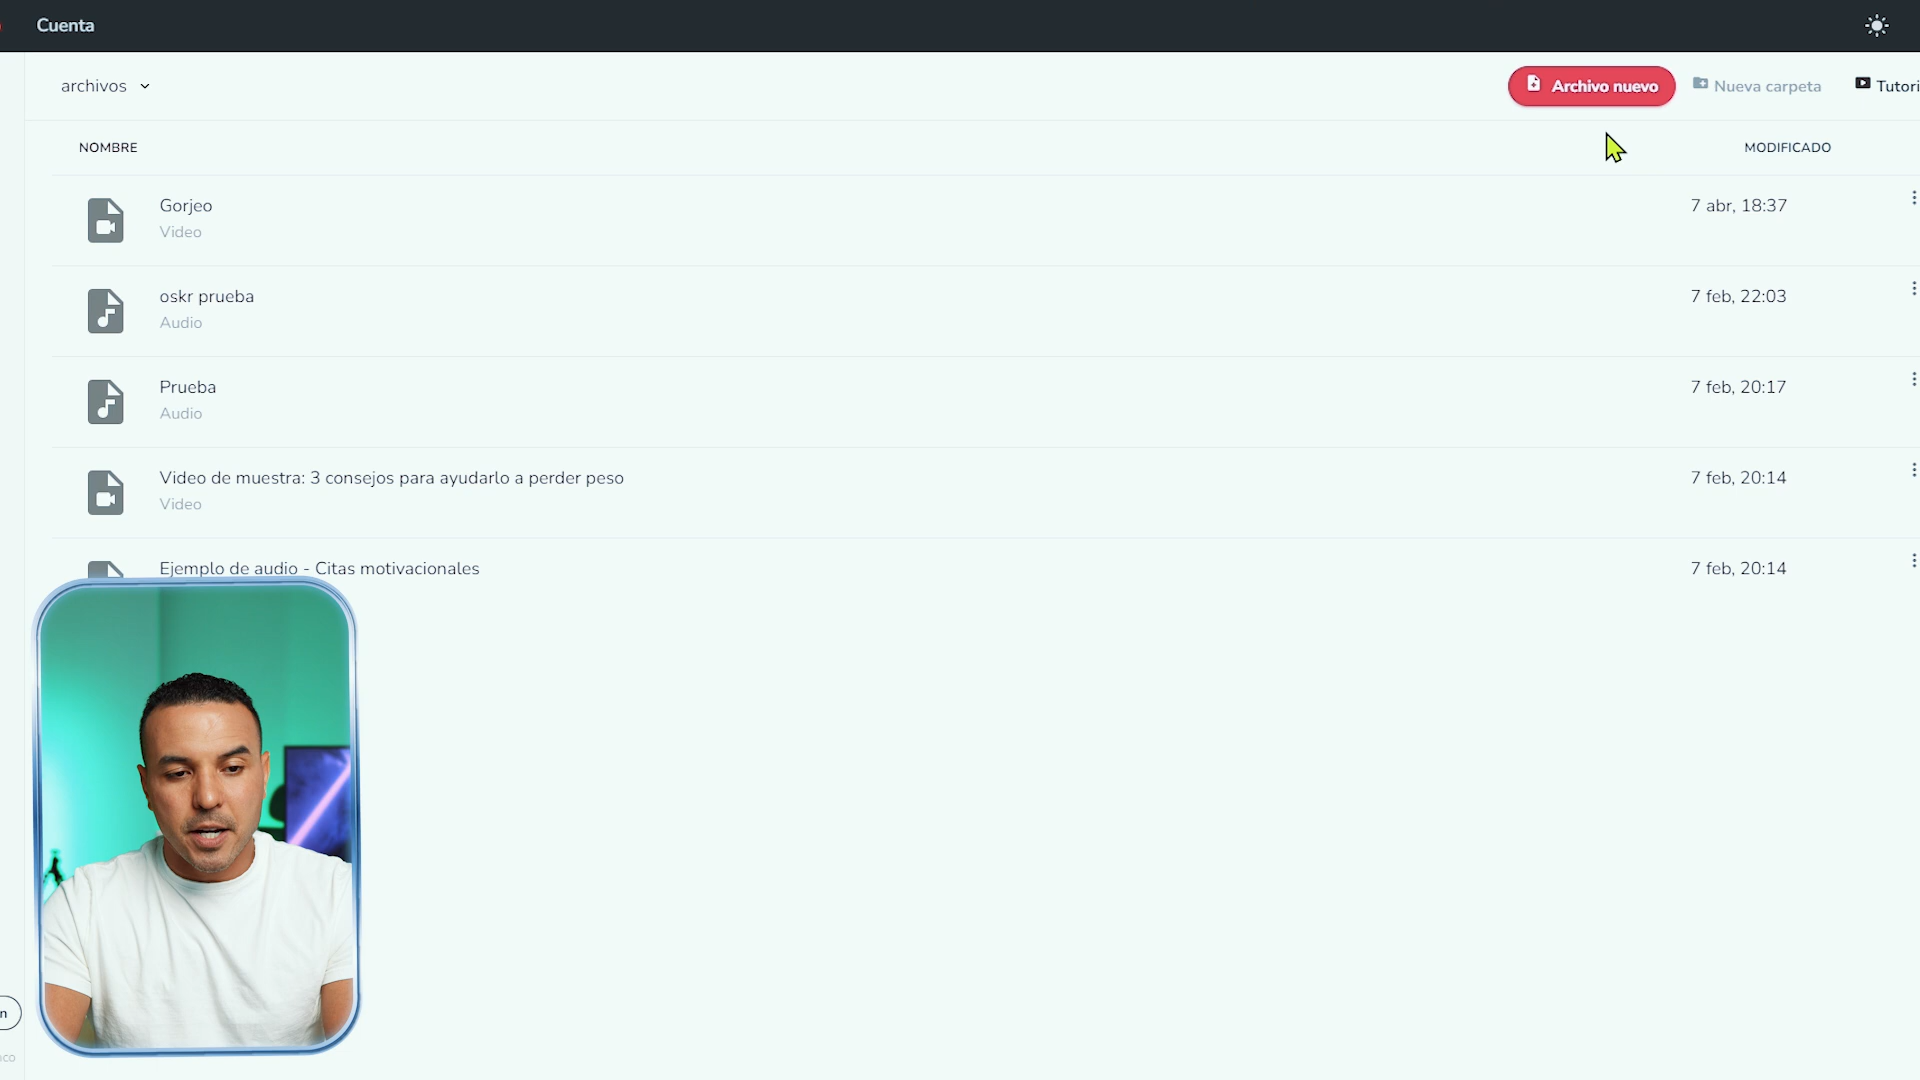 Cuenta
archivos
Archivo nuevo
Nueva carpeta
Tutori
NOMBRE
MODIFICADO
Gorjeo
7 abr, 18:37
Video
oskr prueba
7 feb, 22:03
Audio
Prueba
7 feb, 20:17
Audio
Video de muestra: 3 consejos para ayudarlo a perder peso
7 feb, 20:14
Video
Ejemplo de audio - Citas motivacionales
7 feb, 20:14
n